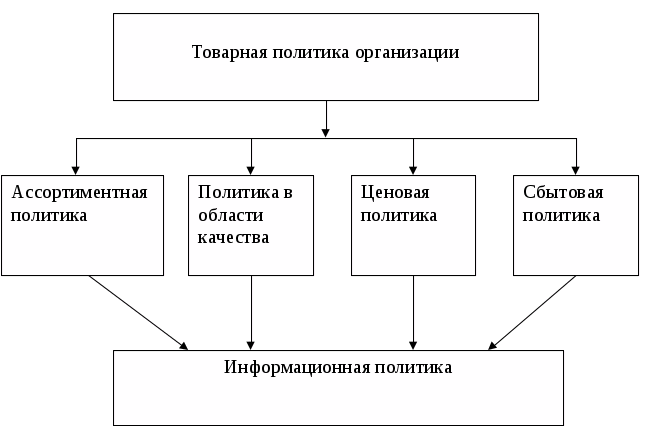 Товарная политика организации
Ассортиментная
политика
Политика в
области
качества
Ценовая
политика
Сбытовая
политика
Информационная политика